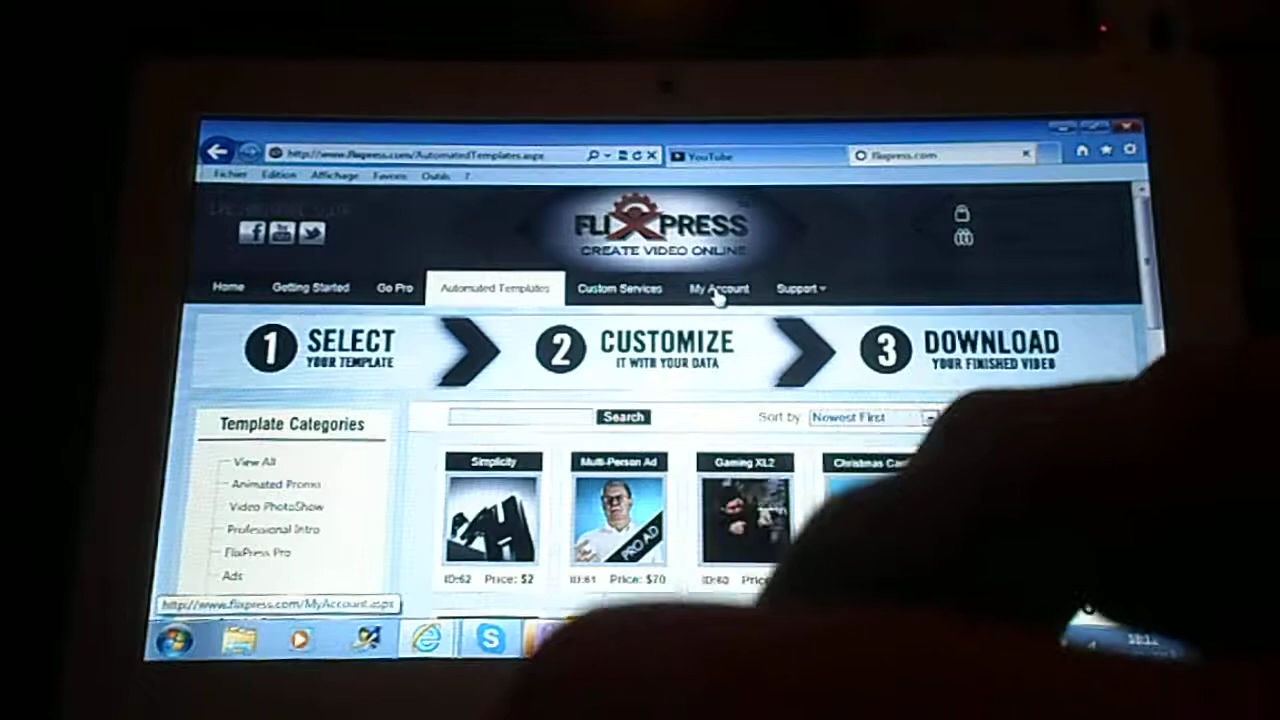 http://www.flixpress.com/AutomatedTemplates.aspx
YouTube
flixpress.com
Fichier Edition Affichage Favoris Outils ?
FLIXPRESS
CREATE VIDEO ONLINE
Home Getting Started Go Pro Automated Templates Custom Services My Account Support
1 SELECT YOUR TEMPLATE
2 CUSTOMIZE IT WITH YOUR DATA
3 DOWNLOAD YOUR FINISHED VIDEO
Template Categories
View All
Animated Promo
Video PhotoShow
Professional Intro
FlixPress Pro
Ads
Search
Sort by: Newest First
Simplicity Multi-Person Ad Gaming XL2 Christmas
PRO AD
ID:62 Price: $2 ID:61 Price: $70 ID:60
http://www.flixpress.com/MyAccount.aspx